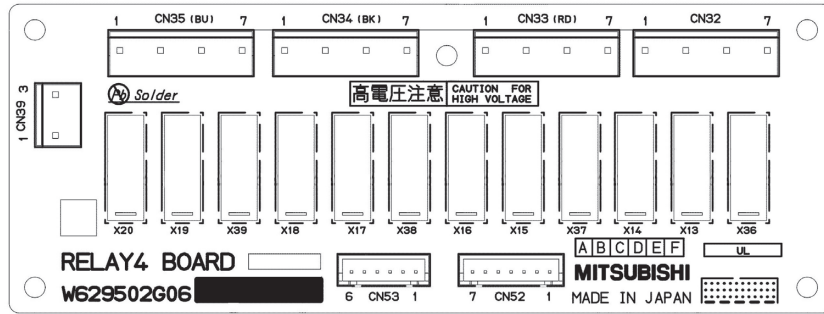 1 CN35 (BU) 7 1 CN34 (BK) 7 1 CN33 (RD) 7 1 CN32 7
Pb Solder
高電圧注意 CAUTION FOR
HIGH VOLTAGE
1 CN39 3
X20 X19 X39 X18 X17 X38 X16 X15 X37 X14 X13 X36
RELAY4 BOARD
A B C D E F
UL
MITSUBISHI
W629502G06
6 CN53 1
7 CN52 1
MADE IN JAPAN